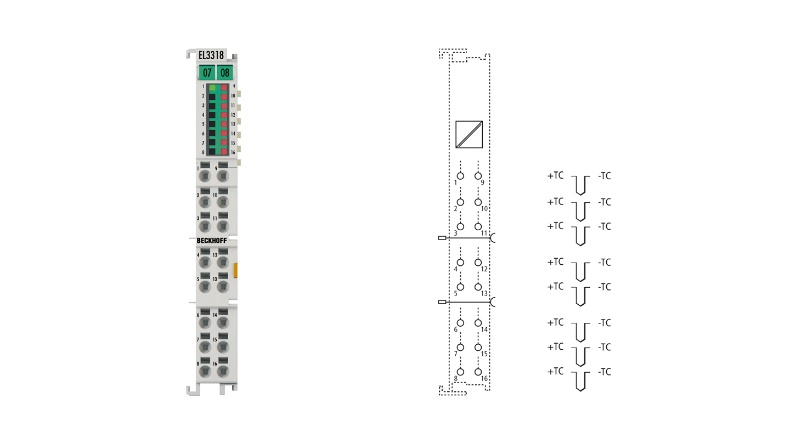 EL3318
07 08
1 9
2 10
3 11
4 12
5 13
6 14
7 15
8 16
1 9
2 10
3 11
BECKHOFF
4 12
5 13
6 14
7 15
8 16
1 9 +TC -TC
2 10 +TC -TC
3 11 +TC -TC
4 12 +TC -TC
5 13 +TC -TC
6 14 +TC -TC
7 15 +TC -TC
8 16 +TC -TC